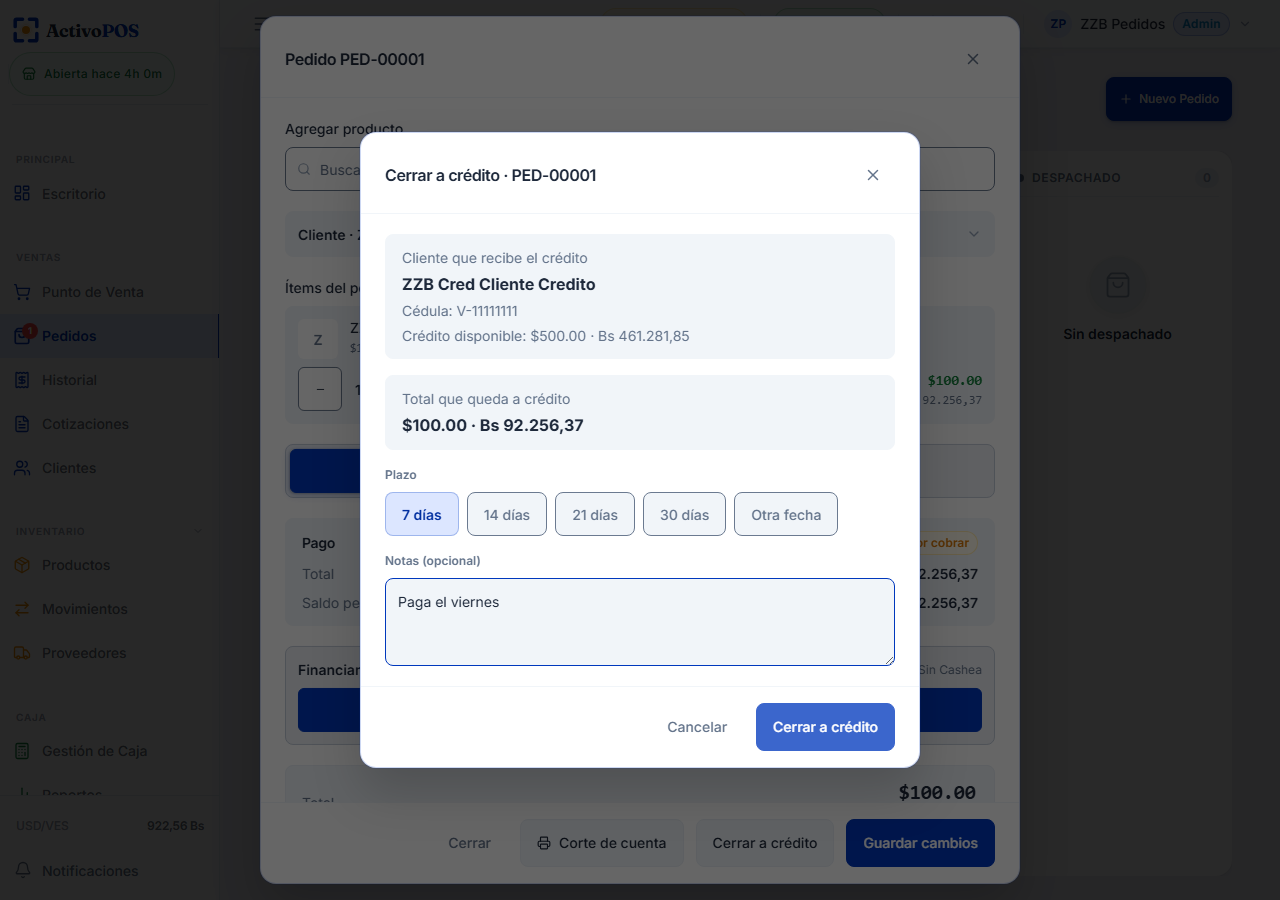 ActivoPOS
ZP
ZZB Pedidos
Admin
Abierta hace 4h 0m
Pedido PED-00001
Nuevo Pedido
PRINCIPAL
Escritorio
VENTAS
Punto de Venta
1
Pedidos
Historial
Cotizaciones
Clientes
INVENTARIO
Productos
Movimientos
Proveedores
CAJA
Gestión de Caja
Reportes
USD/VES 922,56 Bs
Notificaciones
Agregar producto
Busca
DESPACHADO 0
Cliente ·
Ítems del p
Z
$100.00
92.256,37
−
Sin despachado
Pago
or cobrar
Total
2.256,37
Saldo pe
2.256,37
Financiar
Sin Cashea
Total
$100.00
Cerrar
Corte de cuenta
Cerrar a crédito
Guardar cambios
Cerrar a crédito · PED-00001
Cliente que recibe el crédito
ZZB Cred Cliente Credito
Cédula: V-11111111
Crédito disponible: $500.00 · Bs 461.281,85
Total que queda a crédito
$100.00 · Bs 92.256,37
Plazo
7 días
14 días
21 días
30 días
Otra fecha
Notas (opcional)
Paga el viernes
Cancelar
Cerrar a crédito